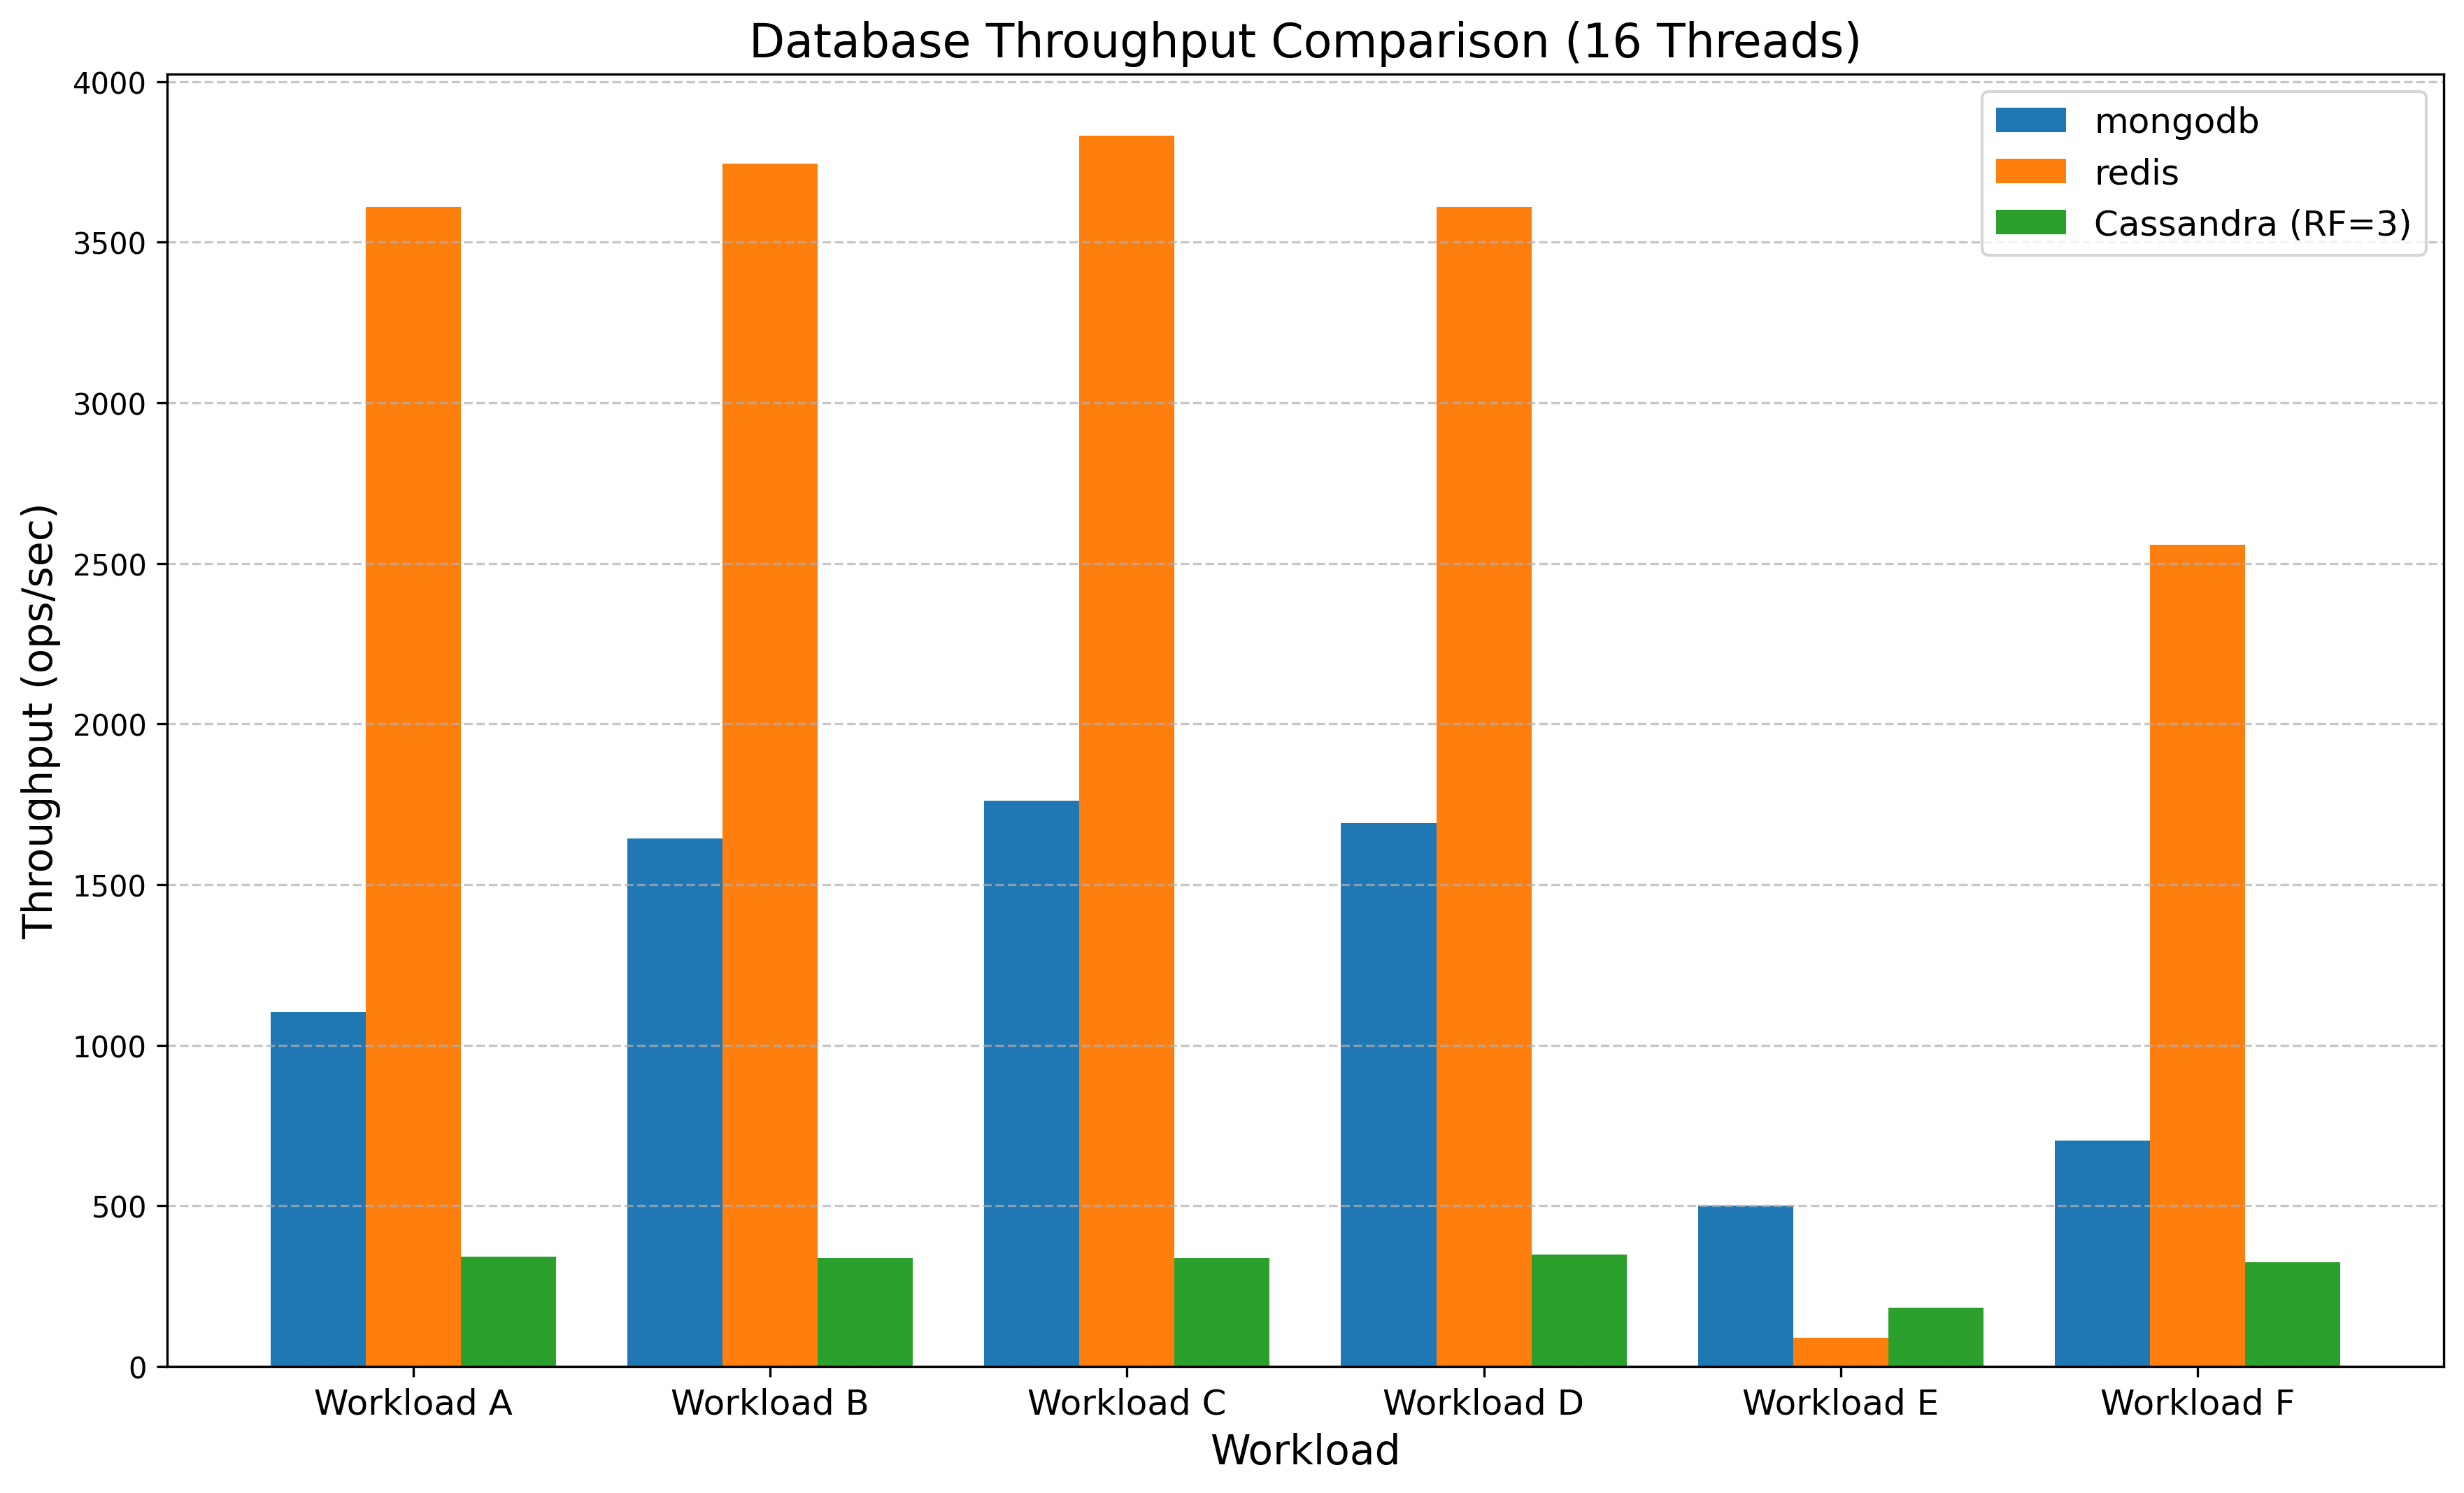 Database Throughput Comparison (16 Threads)
4000
3500
3000
2500
2000
1500
1000
500
0
Throughput (ops/sec)
mongodb
redis
Cassandra (RF=3)
Workload A
Workload B
Workload C
Workload D
Workload E
Workload F
Workload